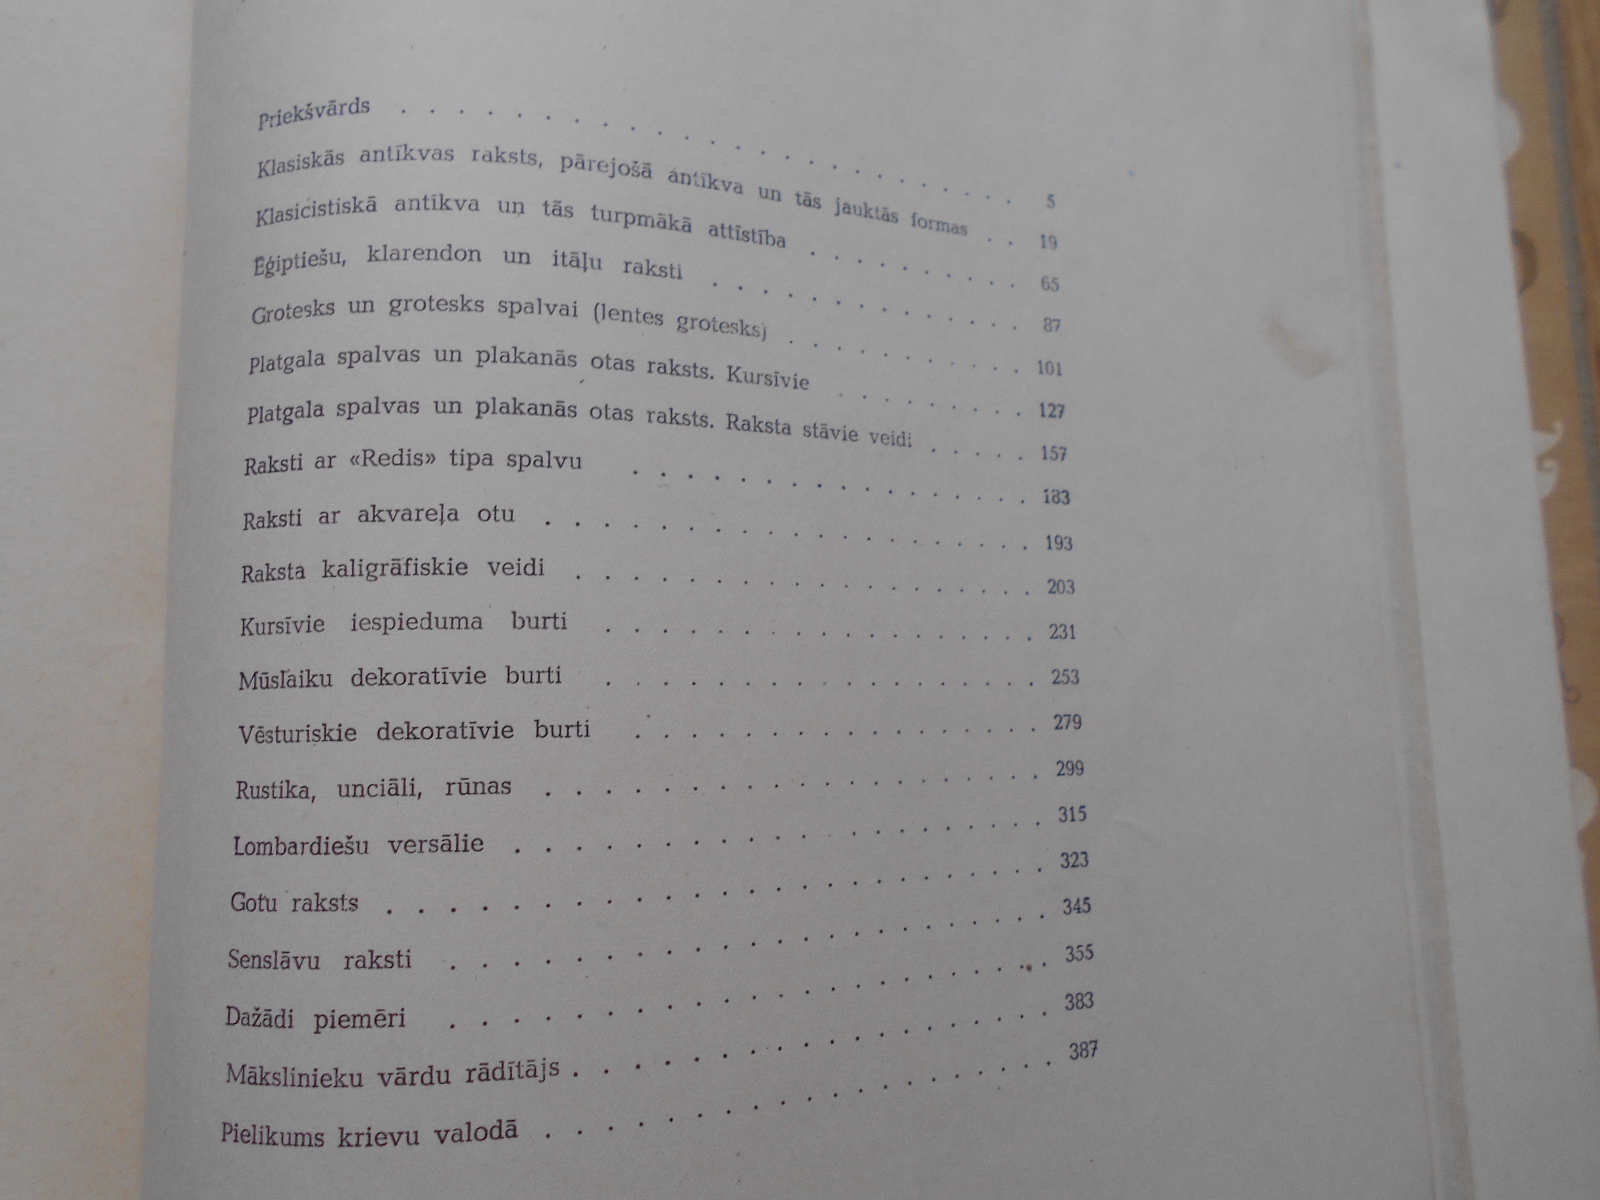 Priekšvārds . . . . . . . . . . . . . . . . . . . . . . . 5
Klasiskās antīkvas raksts, pārejošā antīkva un tās jauktās formas . . 19
Klasicistiskā antīkva un tās turpmākā attīstība . . . . . . . . . 65
Ēģiptiešu, klarendon un itāļu raksti . . . . . . . . . . . . . 87
Grotesks un grotesks spalvai (lentes grotesks) . . . . . . . . . . 101
Platgala spalvas un plakanās otas raksts. Kursīvie . . . . . . . . 127
Platgala spalvas un plakanās otas raksts. Raksta stāvie veidi . . . . . 157
Raksti ar «Redis» tipa spalvu . . . . . . . . . . . . . . . . 183
Raksti ar akvareļa otu . . . . . . . . . . . . . . . . . . 193
Raksta kaligrāfiskie veidi . . . . . . . . . . . . . . . . . 203
Kursīvie iespieduma burti . . . . . . . . . . . . . . . . 231
Mūslaiku dekoratīvie burti . . . . . . . . . . . . . . . . 253
Vēsturiskie dekoratīvie burti . . . . . . . . . . . . . . . 279
Rustika, unciāli, rūnas . . . . . . . . . . . . . . . . . . 299
Lombardiešu versālie . . . . . . . . . . . . . . . . . . . 315
Gotu raksts . . . . . . . . . . . . . . . . . . . . . . . 323
Senslāvu raksti . . . . . . . . . . . . . . . . . . . . . 345
Dažādi piemēri . . . . . . . . . . . . . . . . . . . . . 355
Mākslinieku vārdu rādītājs . . . . . . . . . . . . . . . . . 383
Pielikums krievu valodā . . . . . . . . . . . . . . . . . . 387